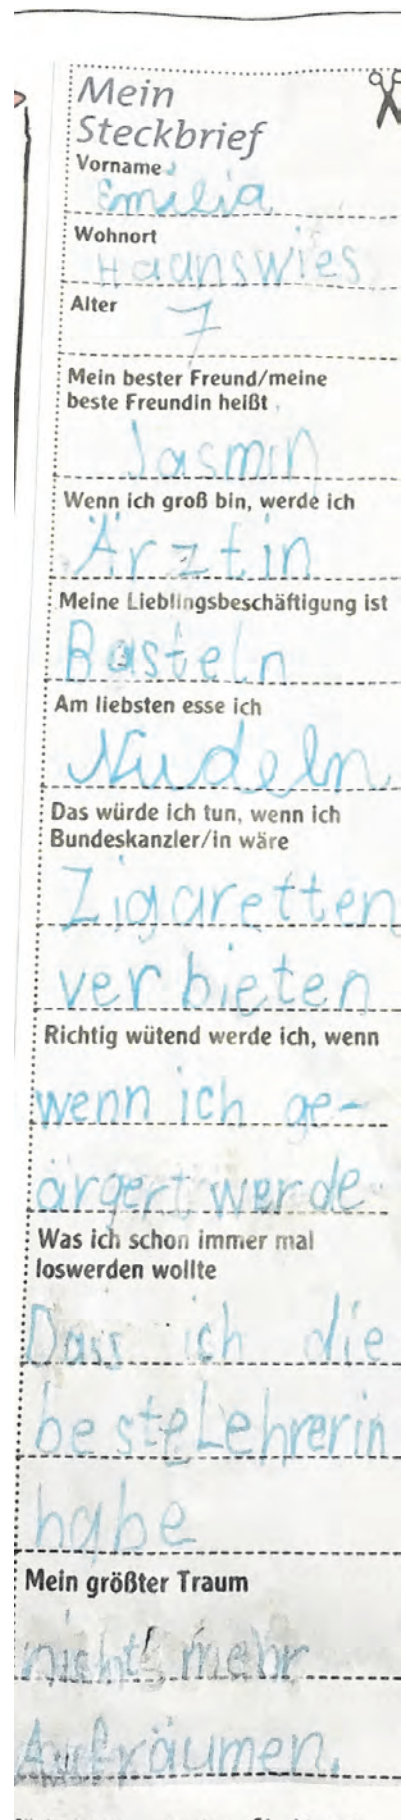 Mein
Steckbrief
Vorname
Emilia
Wohnort
Haunswies
Alter
7
Mein bester Freund/meine
beste Freundin heißt
Jasmin
Wenn ich groß bin, werde ich
Ärztin
Meine Lieblingsbeschäftigung ist
Basteln
Am liebsten esse ich
Nudeln
Das würde ich tun, wenn ich
Bundeskanzler/in wäre
Zigaretten
verbieten
Richtig wütend werde ich, wenn
wenn ich ge-
ärgert werde
Was ich schon immer mal
loswerden wollte
Dass ich die
beste Lehrerin
habe
Mein größter Traum
nichts mehr
Aufräumen.